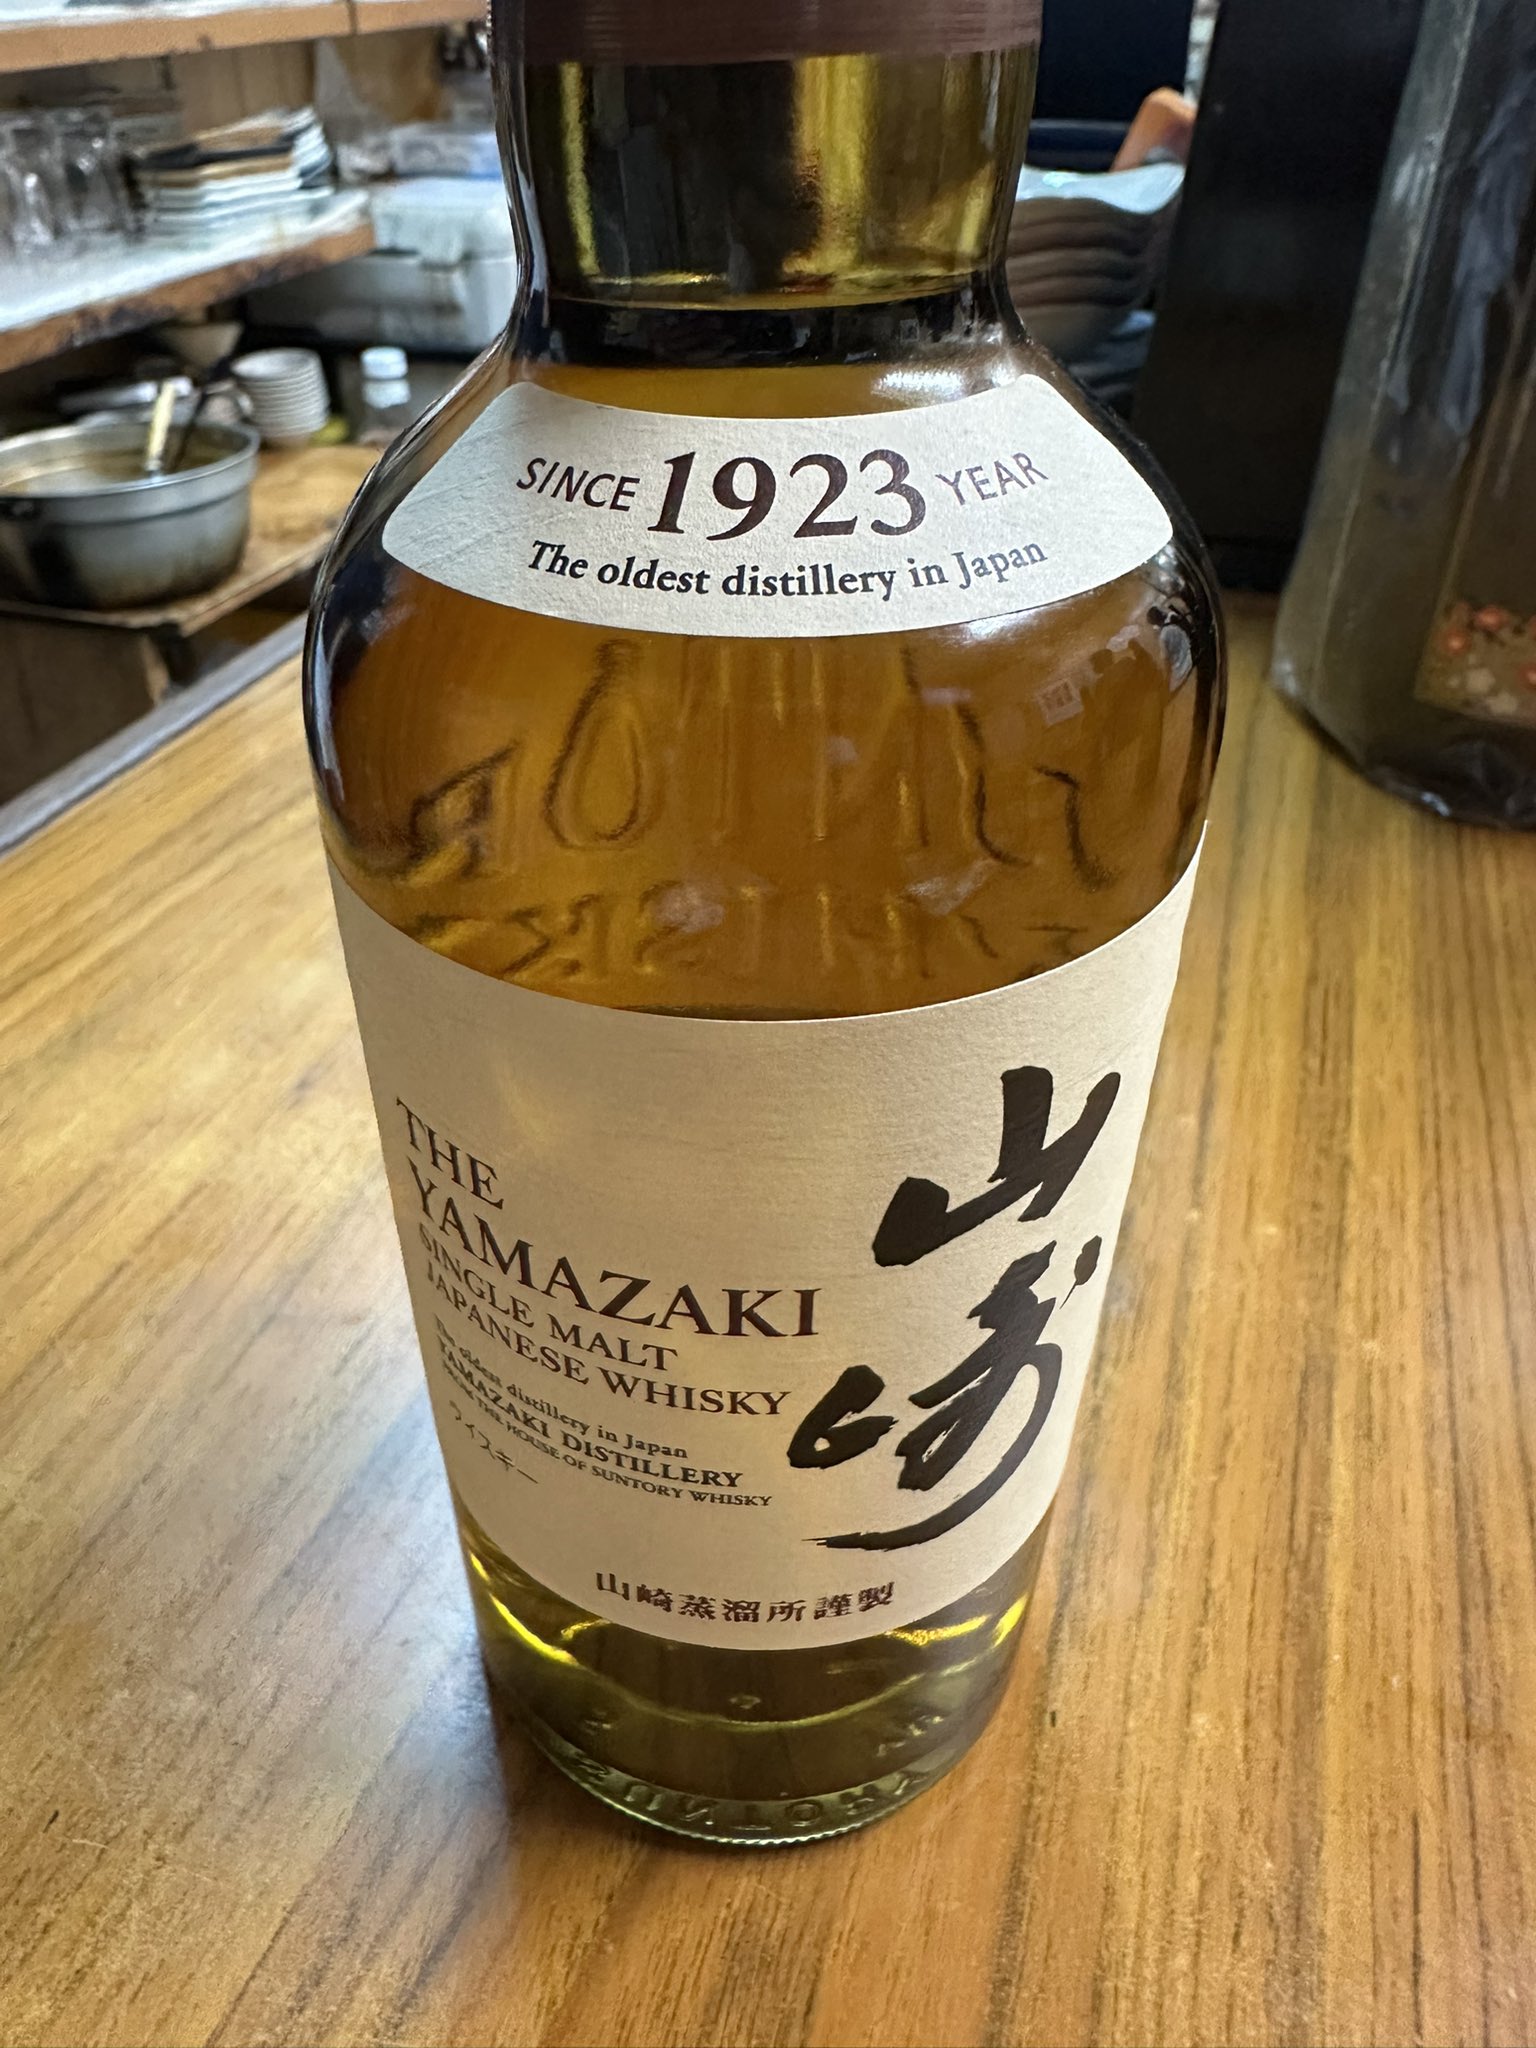 SINCE 1923 YEAR
The oldest distillery in Japan
THE
YAMAZAKI
SINGLE MALT
JAPANESE WHISKY
The oldest distillery in Japan
YAMAZAKI DISTILLERY
FROM THE HOUSE OF SUNTORY WHISKY
ウイスキー
山崎
山崎蒸溜所謹製